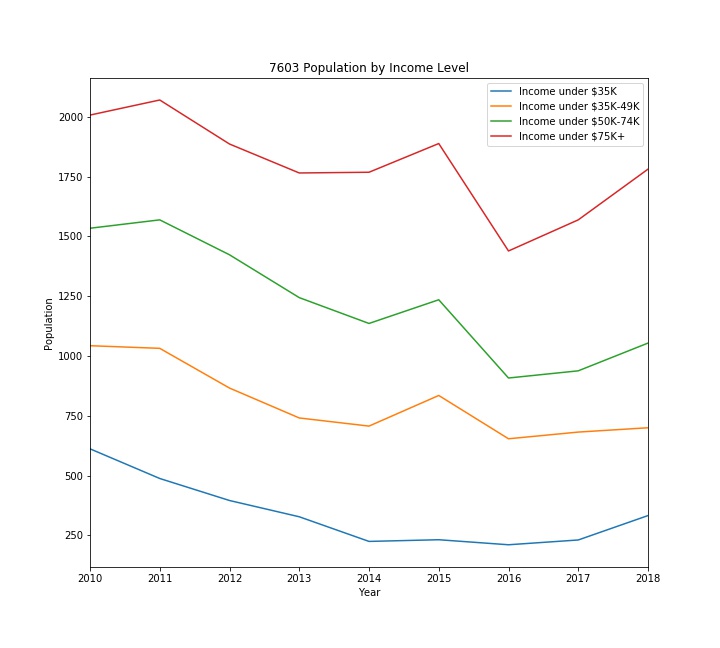 7603 Population by Income Level
Income under $35K
Income under $35K-49K
Income under $50K-74K
Income under $75K+
2000
1750
1500
1250
1000
750
500
250
Population
2010 2011 2012 2013 2014 2015 2016 2017 2018
Year